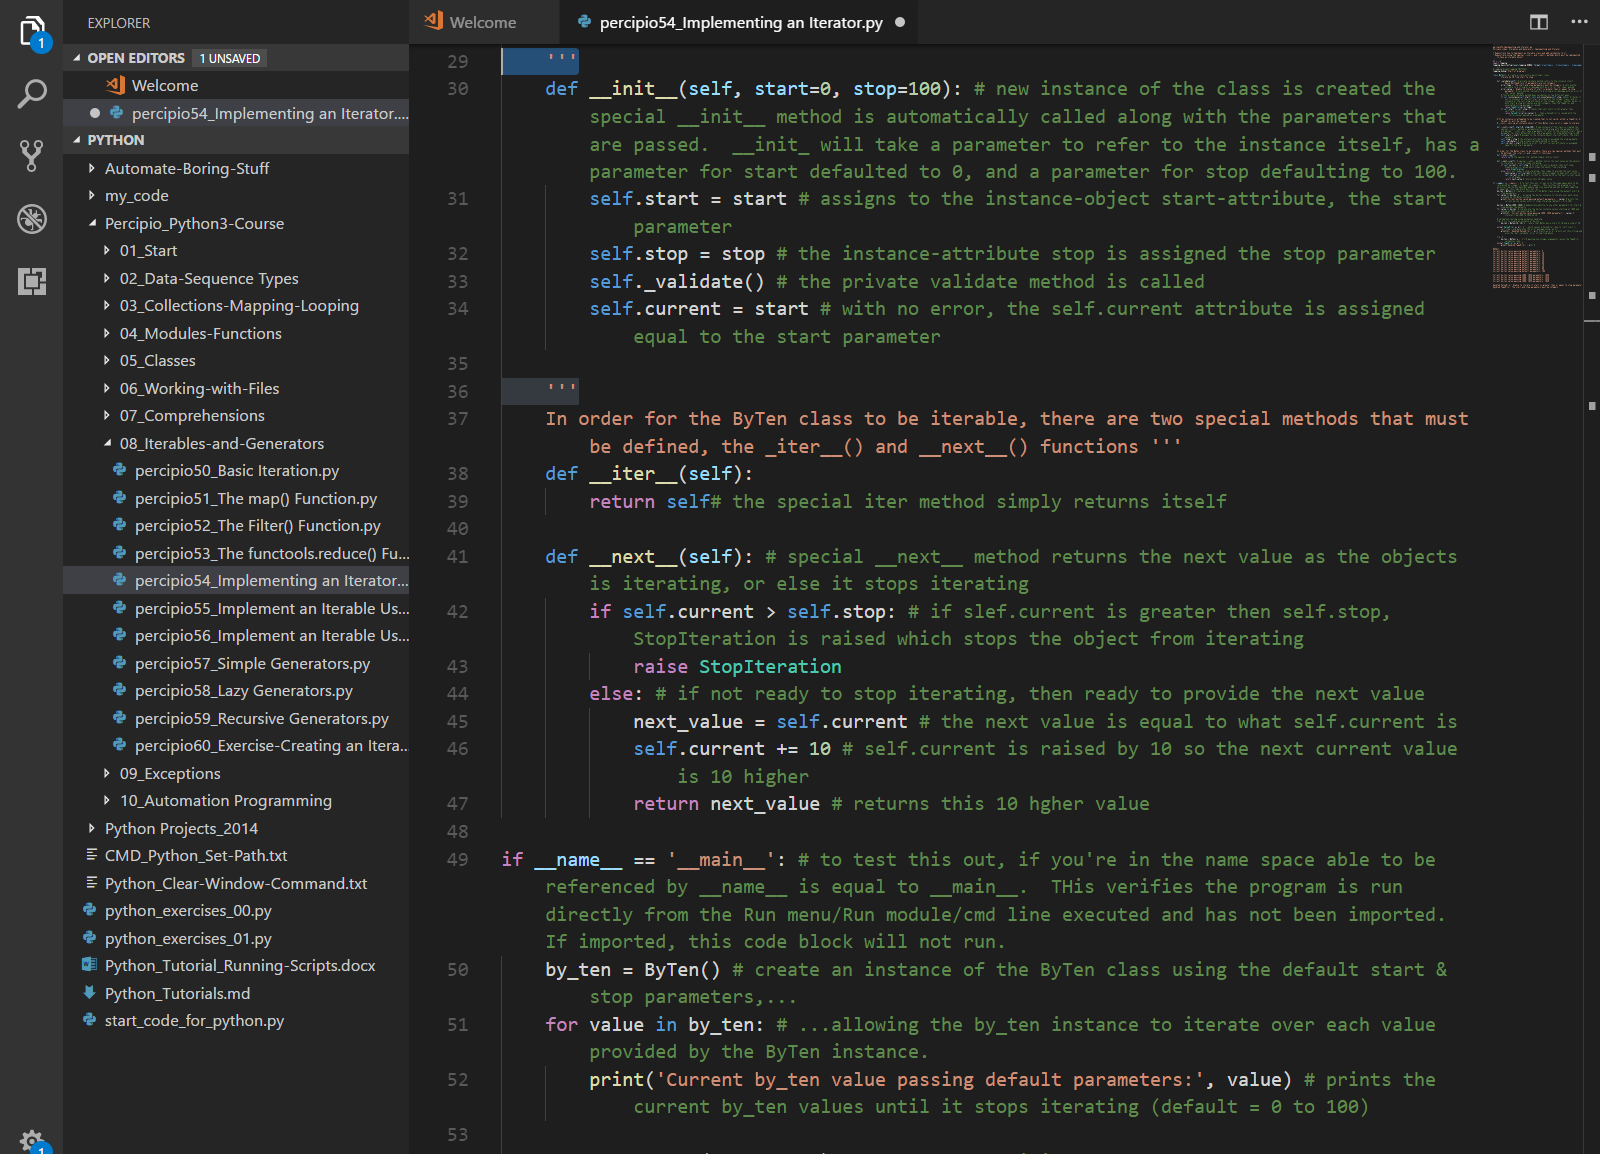 EXPLORER
OPEN EDITORS 1 UNSAVED
Welcome
percipio54_Implementing an Iterator....
PYTHON
Automate-Boring-Stuff
my_code
Percipio_Python3-Course
01_Start
02_Data-Sequence Types
03_Collections-Mapping-Looping
04_Modules-Functions
05_Classes
06_Working-with-Files
07_Comprehensions
08_Iterables-and-Generators
percipio50_Basic Iteration.py
percipio51_The map() Function.py
percipio52_The Filter() Function.py
percipio53_The functools.reduce() Fu...
percipio54_Implementing an Iterator...
percipio55_Implement an Iterable Us...
percipio56_Implement an Iterable Us...
percipio57_Simple Generators.py
percipio58_Lazy Generators.py
percipio59_Recursive Generators.py
percipio60_Exercise-Creating an Itera...
09_Exceptions
10_Automation Programming
Python Projects_2014
CMD_Python_Set-Path.txt
Python_Clear-Window-Command.txt
python_exercises_00.py
python_exercises_01.py
Python_Tutorial_Running-Scripts.docx
Python_Tutorials.md
start_code_for_python.py
1
1
Welcome
percipio54_Implementing an Iterator.py
29 '''
30 def __init__(self, start=0, stop=100): # new instance of the class is created the
special __init__ method is automatically called along with the parameters that
are passed.  __init_ will take a parameter to refer to the instance itself, has a
parameter for start defaulted to 0, and a parameter for stop defaulting to 100.
31 self.start = start # assigns to the instance-object start-attribute, the start
parameter
32 self.stop = stop # the instance-attribute stop is assigned the stop parameter
33 self._validate() # the private validate method is called
34 self.current = start # with no error, the self.current attribute is assigned
equal to the start parameter
35
36 '''
37 In order for the ByTen class to be iterable, there are two special methods that must
be defined, the _iter__() and __next__() functions '''
38 def __iter__(self):
39 return self# the special iter method simply returns itself
40
41 def __next__(self): # special __next__ method returns the next value as the objects
is iterating, or else it stops iterating
42 if self.current > self.stop: # if slef.current is greater then self.stop,
StopIteration is raised which stops the object from iterating
43 raise StopIteration
44 else: # if not ready to stop iterating, then ready to provide the next value
45 next_value = self.current # the next value is equal to what self.current is
46 self.current += 10 # self.current is raised by 10 so the next current value
is 10 higher
47 return next_value # returns this 10 hgher value
48
49 if __name__ == '__main__': # to test this out, if you're in the name space able to be
referenced by __name__ is equal to __main__.  THis verifies the program is run
directly from the Run menu/Run module/cmd line executed and has not been imported.
If imported, this code block will not run.
50 by_ten = ByTen() # create an instance of the ByTen class using the default start &
stop parameters,...
51 for value in by_ten: # ...allowing the by_ten instance to iterate over each value
provided by the ByTen instance.
52 print('Current by_ten value passing default parameters:', value) # prints the
current by_ten values until it stops iterating (default = 0 to 100)
53